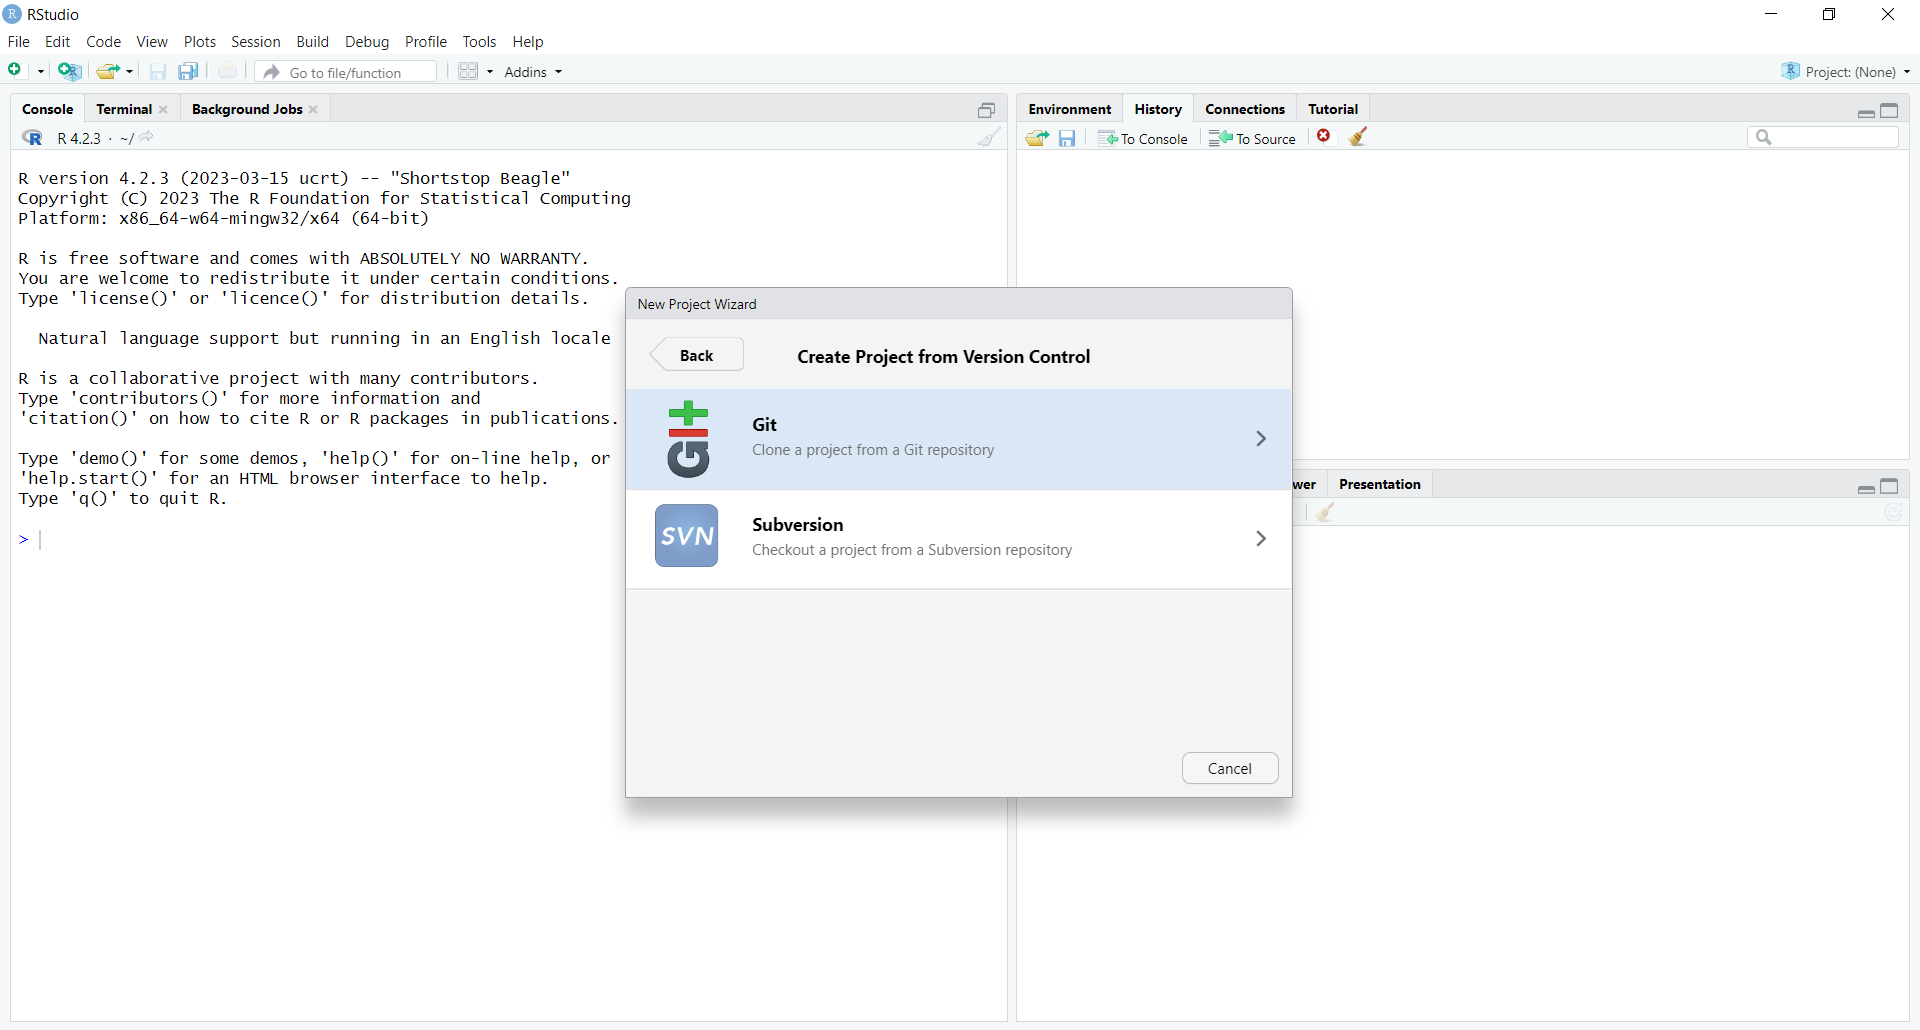 R RStudio
File Edit Code View Plots Session Build Debug Profile Tools Help
Go to file/function Addins Project: (None)
Console Terminal Background Jobs
R R 4.2.3 · ~/
R version 4.2.3 (2023-03-15 ucrt) -- "Shortstop Beagle"
Copyright (C) 2023 The R Foundation for Statistical Computing
Platform: x86_64-w64-mingw32/x64 (64-bit)
R is free software and comes with ABSOLUTELY NO WARRANTY.
You are welcome to redistribute it under certain conditions.
Type 'license()' or 'licence()' for distribution details.
Natural language support but running in an English locale
R is a collaborative project with many contributors.
Type 'contributors()' for more information and
'citation()' on how to cite R or R packages in publications.
Type 'demo()' for some demos, 'help()' for on-line help, or
'help.start()' for an HTML browser interface to help.
Type 'q()' to quit R.
>
Environment History Connections Tutorial
To Console To Source
New Project Wizard
Back Create Project from Version Control
git
Git
Clone a project from a Git repository
SVN
Subversion
Checkout a project from a Subversion repository
Cancel
wer Presentation